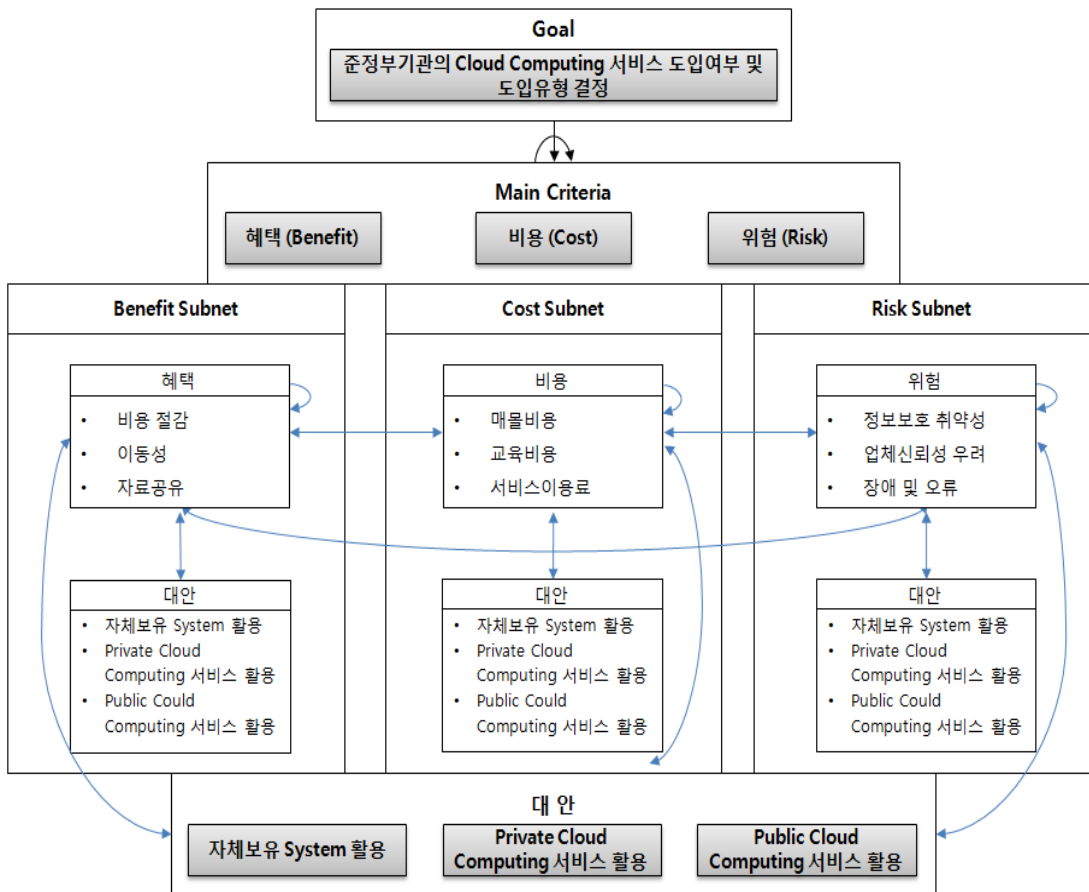 Goal
준정부기관의 Cloud Computing 서비스 도입여부 및
도입유형 결정
Main Criteria
혜택 (Benefit)
비용 (Cost)
위험 (Risk)
Benefit Subnet
혜택
• 비용 절감
• 이동성
• 자료공유
대안
• 자체보유 System 활용
• Private Cloud
Computing 서비스 활용
• Public Could
Computing 서비스 활용
Cost Subnet
비용
• 매몰비용
• 교육비용
• 서비스이용료
대안
• 자체보유 System 활용
• Private Cloud
Computing 서비스 활용
• Public Could
Computing 서비스 활용
Risk Subnet
위험
• 정보보호 취약성
• 업체신뢰성 우려
• 장애 및 오류
대안
• 자체보유 System 활용
• Private Cloud
Computing 서비스 활용
• Public Could
Computing 서비스 활용
대 안
자체보유 System 활용
Private Cloud
Computing 서비스 활용
Public Cloud
Computing 서비스 활용